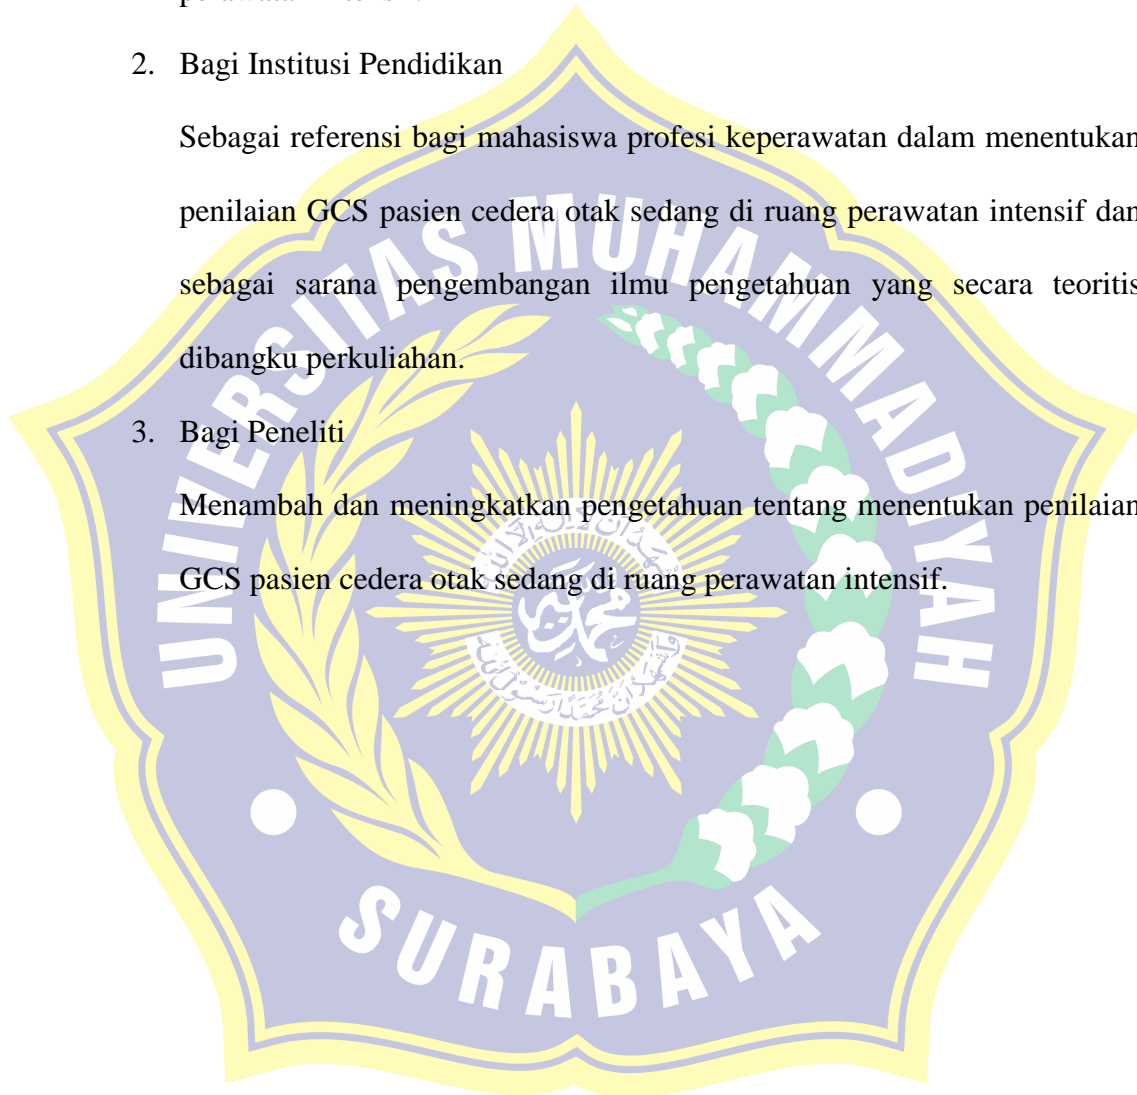 2. Bagi Institusi Pendidikan
Sebagai referensi bagi mahasiswa profesi keperawatan dalam menentukan
penilaian GCS pasien cedera otak sedang di ruang perawatan intensif dan
sebagai sarana pengembangan ilmu pengetahuan yang secara teoritis
dibangku perkuliahan.
3. Bagi Peneliti
Menambah dan meningkatkan pengetahuan tentang menentukan penilaian
GCS pasien cedera otak sedang di ruang perawatan intensif.
UNIVERSITAS MUHAMMADIYAH
SURABAYA